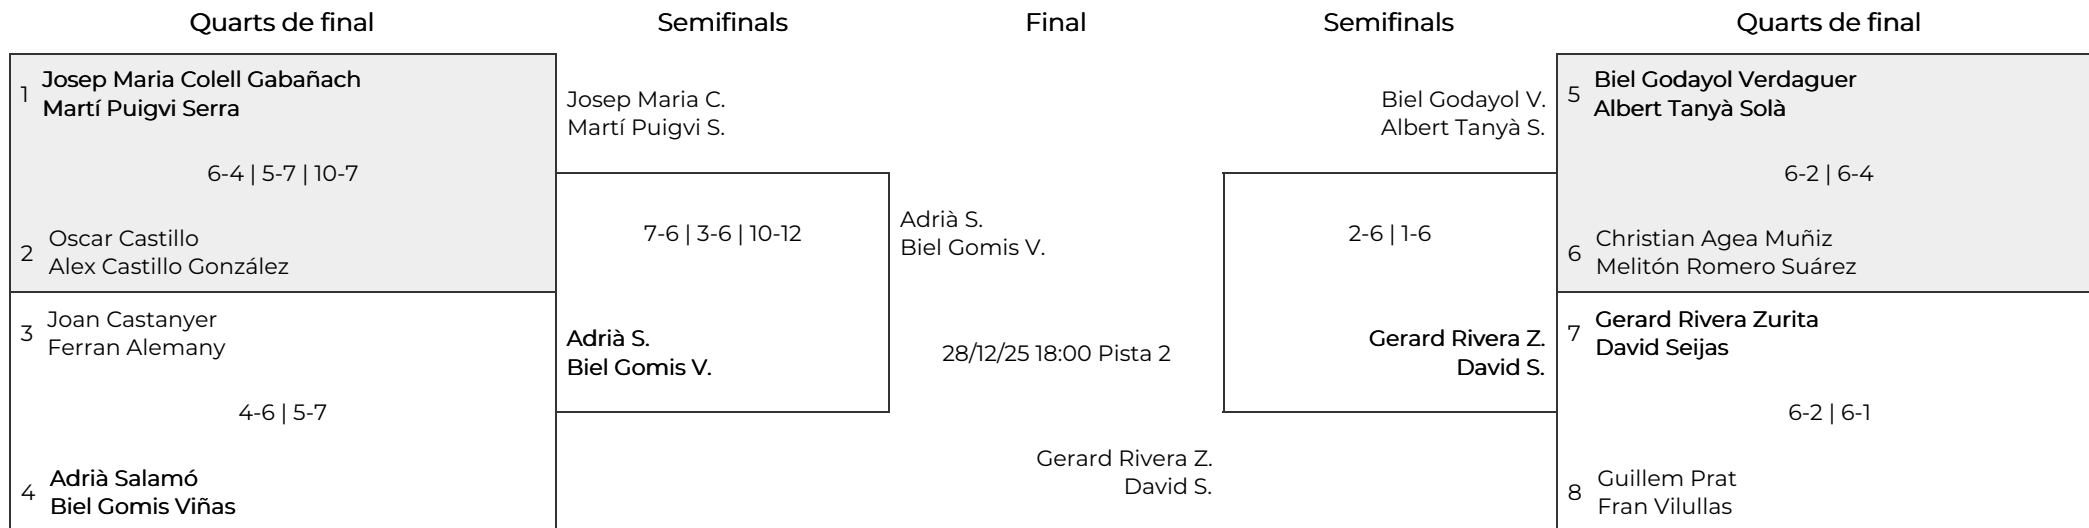 Quarts de final
Semifinals
Final
Semifinals
Quarts de final
1
Josep Maria Colell Gabañach
Martí Puigvi Serra
6-4 | 5-7 | 10-7
2
Oscar Castillo
Alex Castillo González
3
Joan Castanyer
Ferran Alemany
4-6 | 5-7
4
Adrià Salamó
Biel Gomis Viñas
Josep Maria C.
Martí Puigvi S.
7-6 | 3-6 | 10-12
Adrià S.
Biel Gomis V.
Adrià S.
Biel Gomis V.
28/12/25 18:00 Pista 2
Gerard Rivera Z.
David S.
Biel Godayol V.
Albert Tanyà S.
2-6 | 1-6
Gerard Rivera Z.
David S.
5
Biel Godayol Verdaguer
Albert Tanyà Solà
6-2 | 6-4
6
Christian Agea Muñiz
Melitón Romero Suárez
7
Gerard Rivera Zurita
David Seijas
6-2 | 6-1
8
Guillem Prat
Fran Vilullas